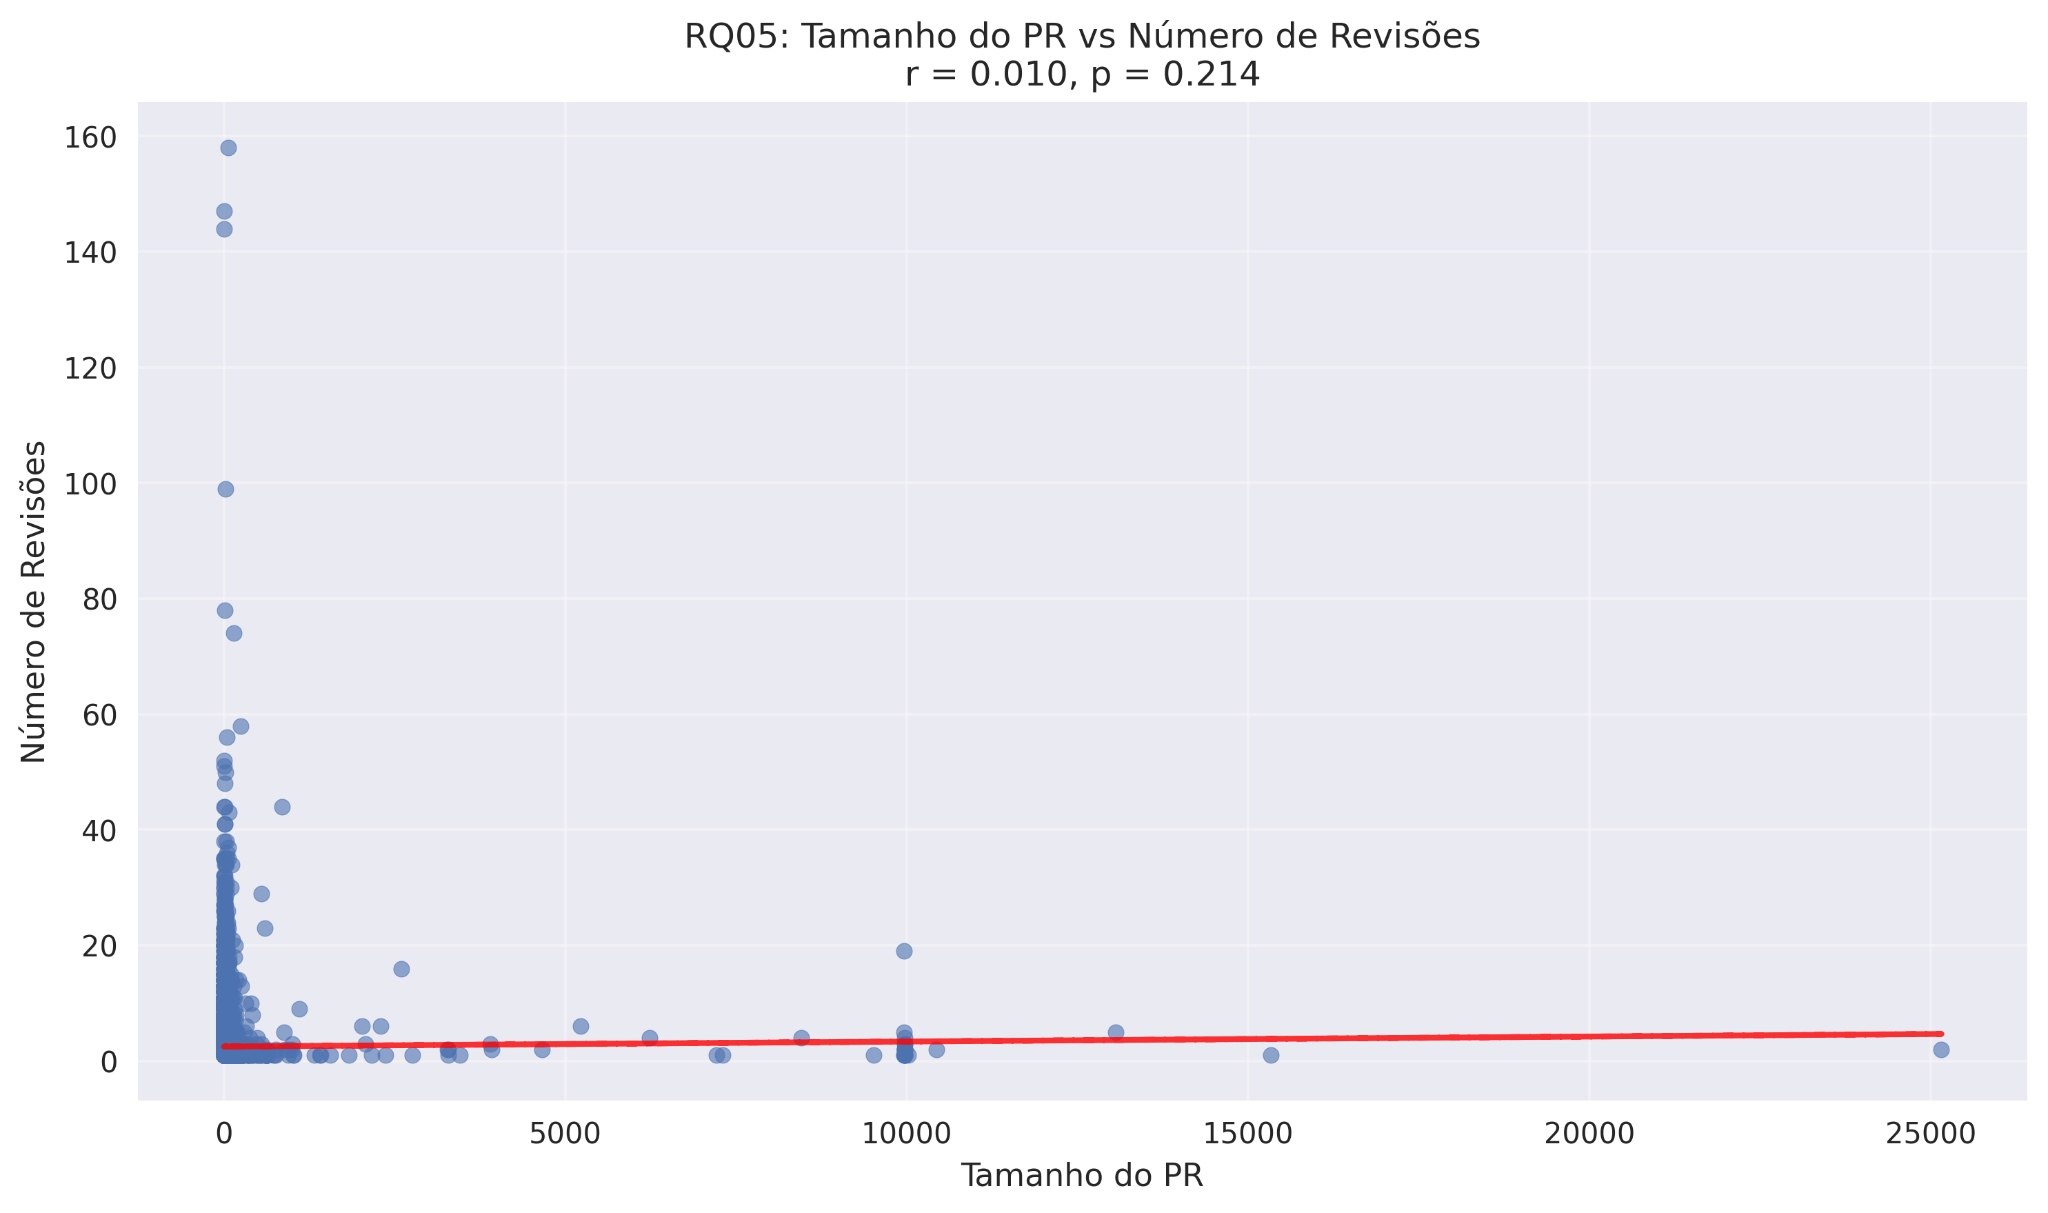 RQ05: Tamanho do PR vs Número de Revisões
r = 0.010, p = 0.214
Número de Revisões
160
140
120
100
80
60
40
20
0
0 5000 10000 15000 20000 25000
Tamanho do PR